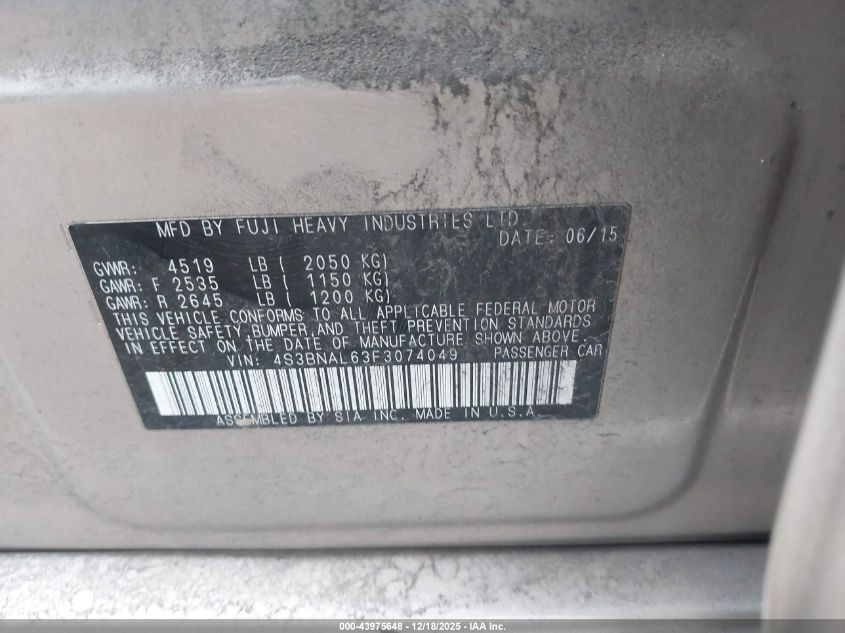 MFD BY FUJI HEAVY INDUSTRIES LTD
DATE: 06/15
GVWR: 4519 LB ( 2050 KG)
GAWR: F 2535 LB ( 1150 KG)
GAWR: R 2645 LB ( 1200 KG)
THIS VEHICLE CONFORMS TO ALL APPLICABLE FEDERAL MOTOR
VEHICLE SAFETY,BUMPER,AND THEFT PREVENTION STANDARDS
IN EFFECT ON THE DATE OF MANUFACTURE SHOWN ABOVE.
VIN: 4S3BNAL63F3074049 PASSENGER CAR
ASSEMBLED BY SIA INC. MADE IN U.S.A.
000-43975648 - 12/18/2025 - IAA Inc.